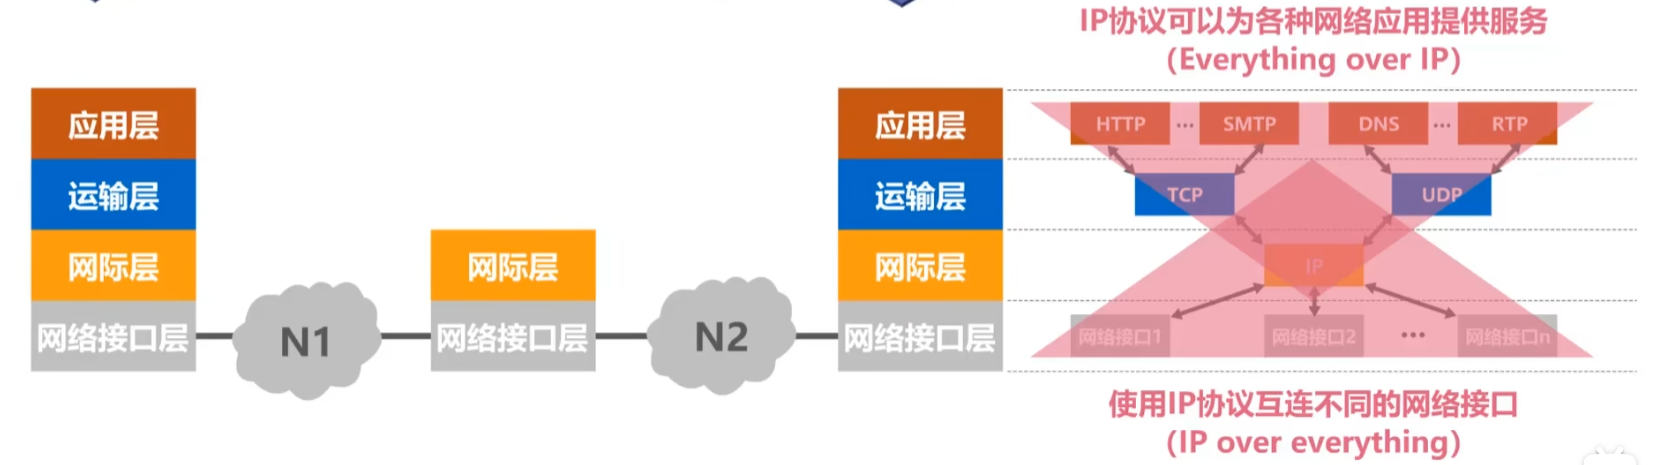 IP协议可以为各种网络应用提供服务
（Everything over IP）
应用层
运输层
网际层
网络接口层
N1
网际层
网络接口层
N2
应用层
运输层
网际层
网络接口层
HTTP ... SMTP DNS ... RTP
TCP UDP
IP
网络接口1 网络接口2 ... 网络接口n
使用IP协议互连不同的网络接口
（IP over everything）